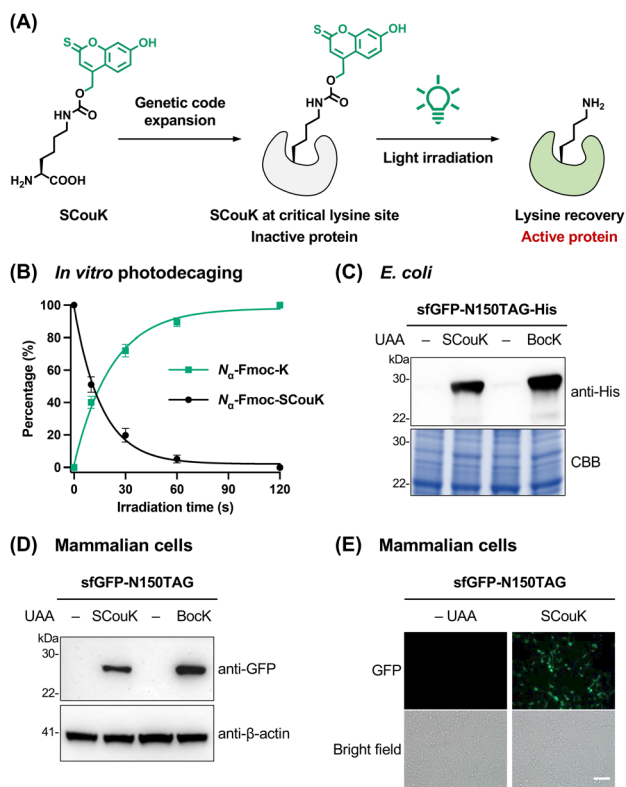 (A)
S
O
OH
O
HN
O
H₂N
COOH
SCouK
Genetic code
expansion
S
O
OH
O
HN
O
SCouK at critical lysine site
Inactive protein
Light irradiation
NH₂
Lysine recovery
Active protein
(B) In vitro photodecaging
Percentage (%)
100
80
60
40
20
0
Nα-Fmoc-K
Nα-Fmoc-SCouK
0 30 60 90 120
Irradiation time (s)
(C) E. coli
sfGFP-N150TAG-His
UAA – SCouK – BocK
kDa
30-
22-
anti-His
30-
22-
CBB
(D) Mammalian cells
sfGFP-N150TAG
UAA – SCouK – BocK
kDa
30-
22-
anti-GFP
41-
anti-β-actin
(E) Mammalian cells
sfGFP-N150TAG
– UAA SCouK
GFP
Bright field